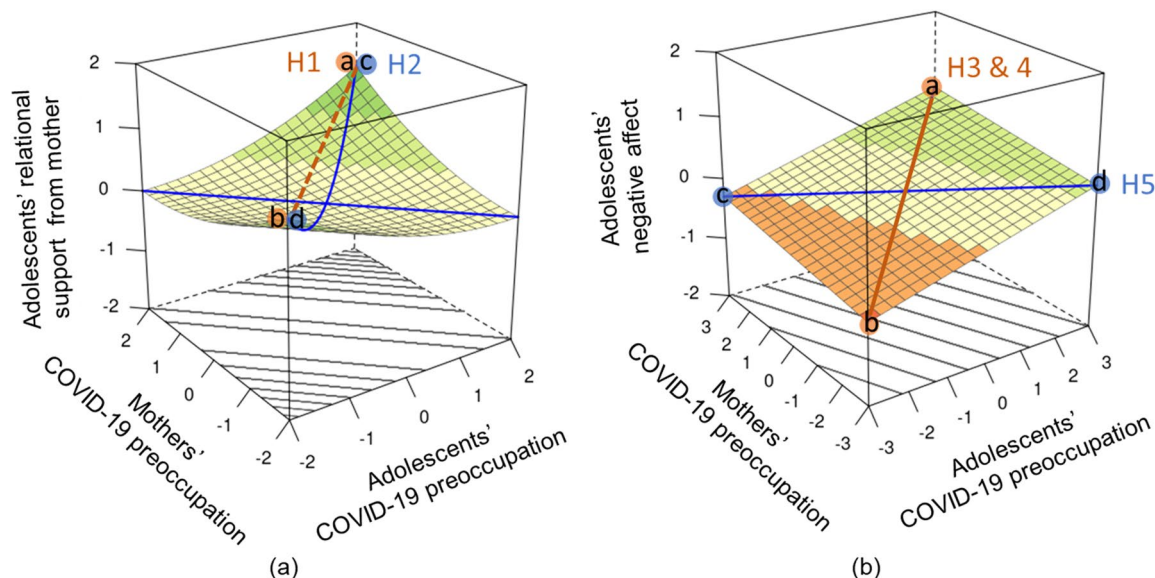 H1 a c H2
2
1
0
-1
-2
Adolescents' relational
support from mother
b d
2
1
0
-1
-2
Mothers'
COVID-19 preoccupation
-2
-1
0
1
2
Adolescents'
COVID-19 preoccupation
(a)
H3 & 4
a
2
1
0
-1
-2
Adolescents'
negative affect
c
d H5
b
3
2
1
0
-1
-2
-3
Mothers'
COVID-19 preoccupation
-3
-2
-1
0
1
2
3
Adolescents'
COVID-19 preoccupation
(b)